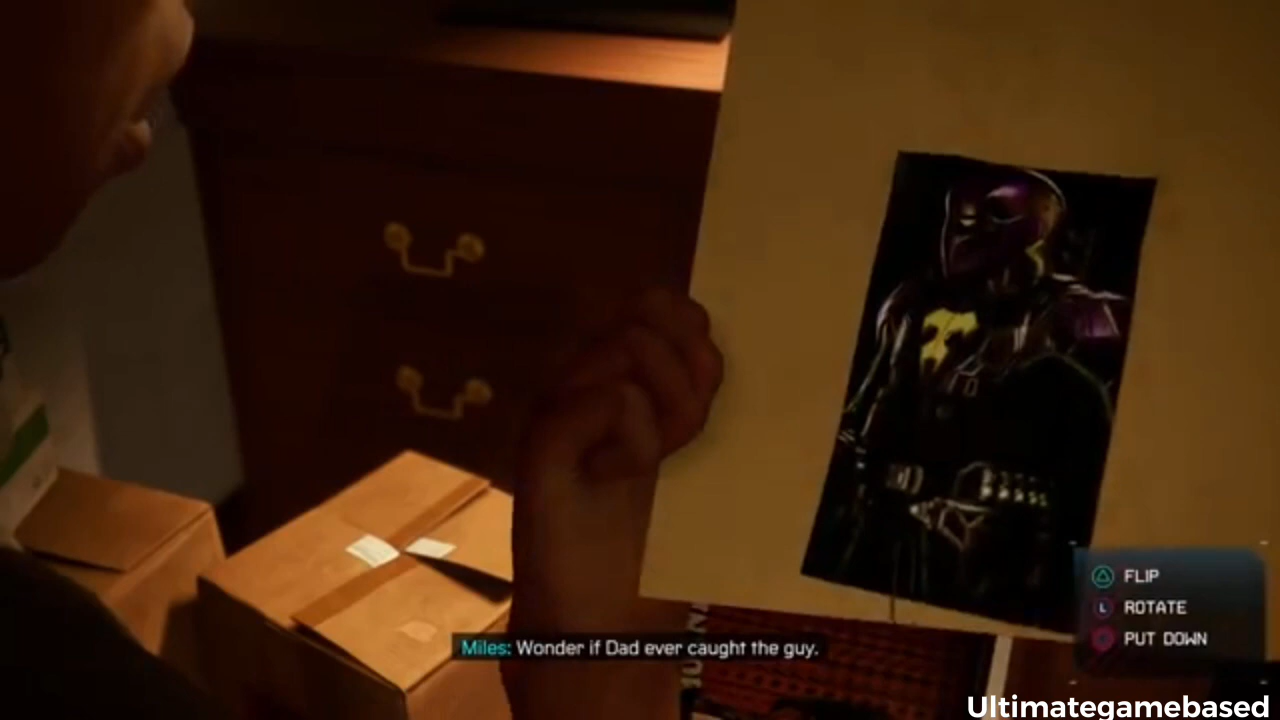 FLIP
L ROTATE
PUT DOWN
Miles: Wonder if Dad ever caught the guy.
Ultimategamebased